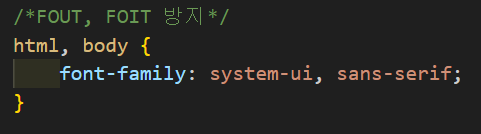 /*FOUT, FOIT 방지*/
html, body {
    font-family: system-ui, sans-serif;
}